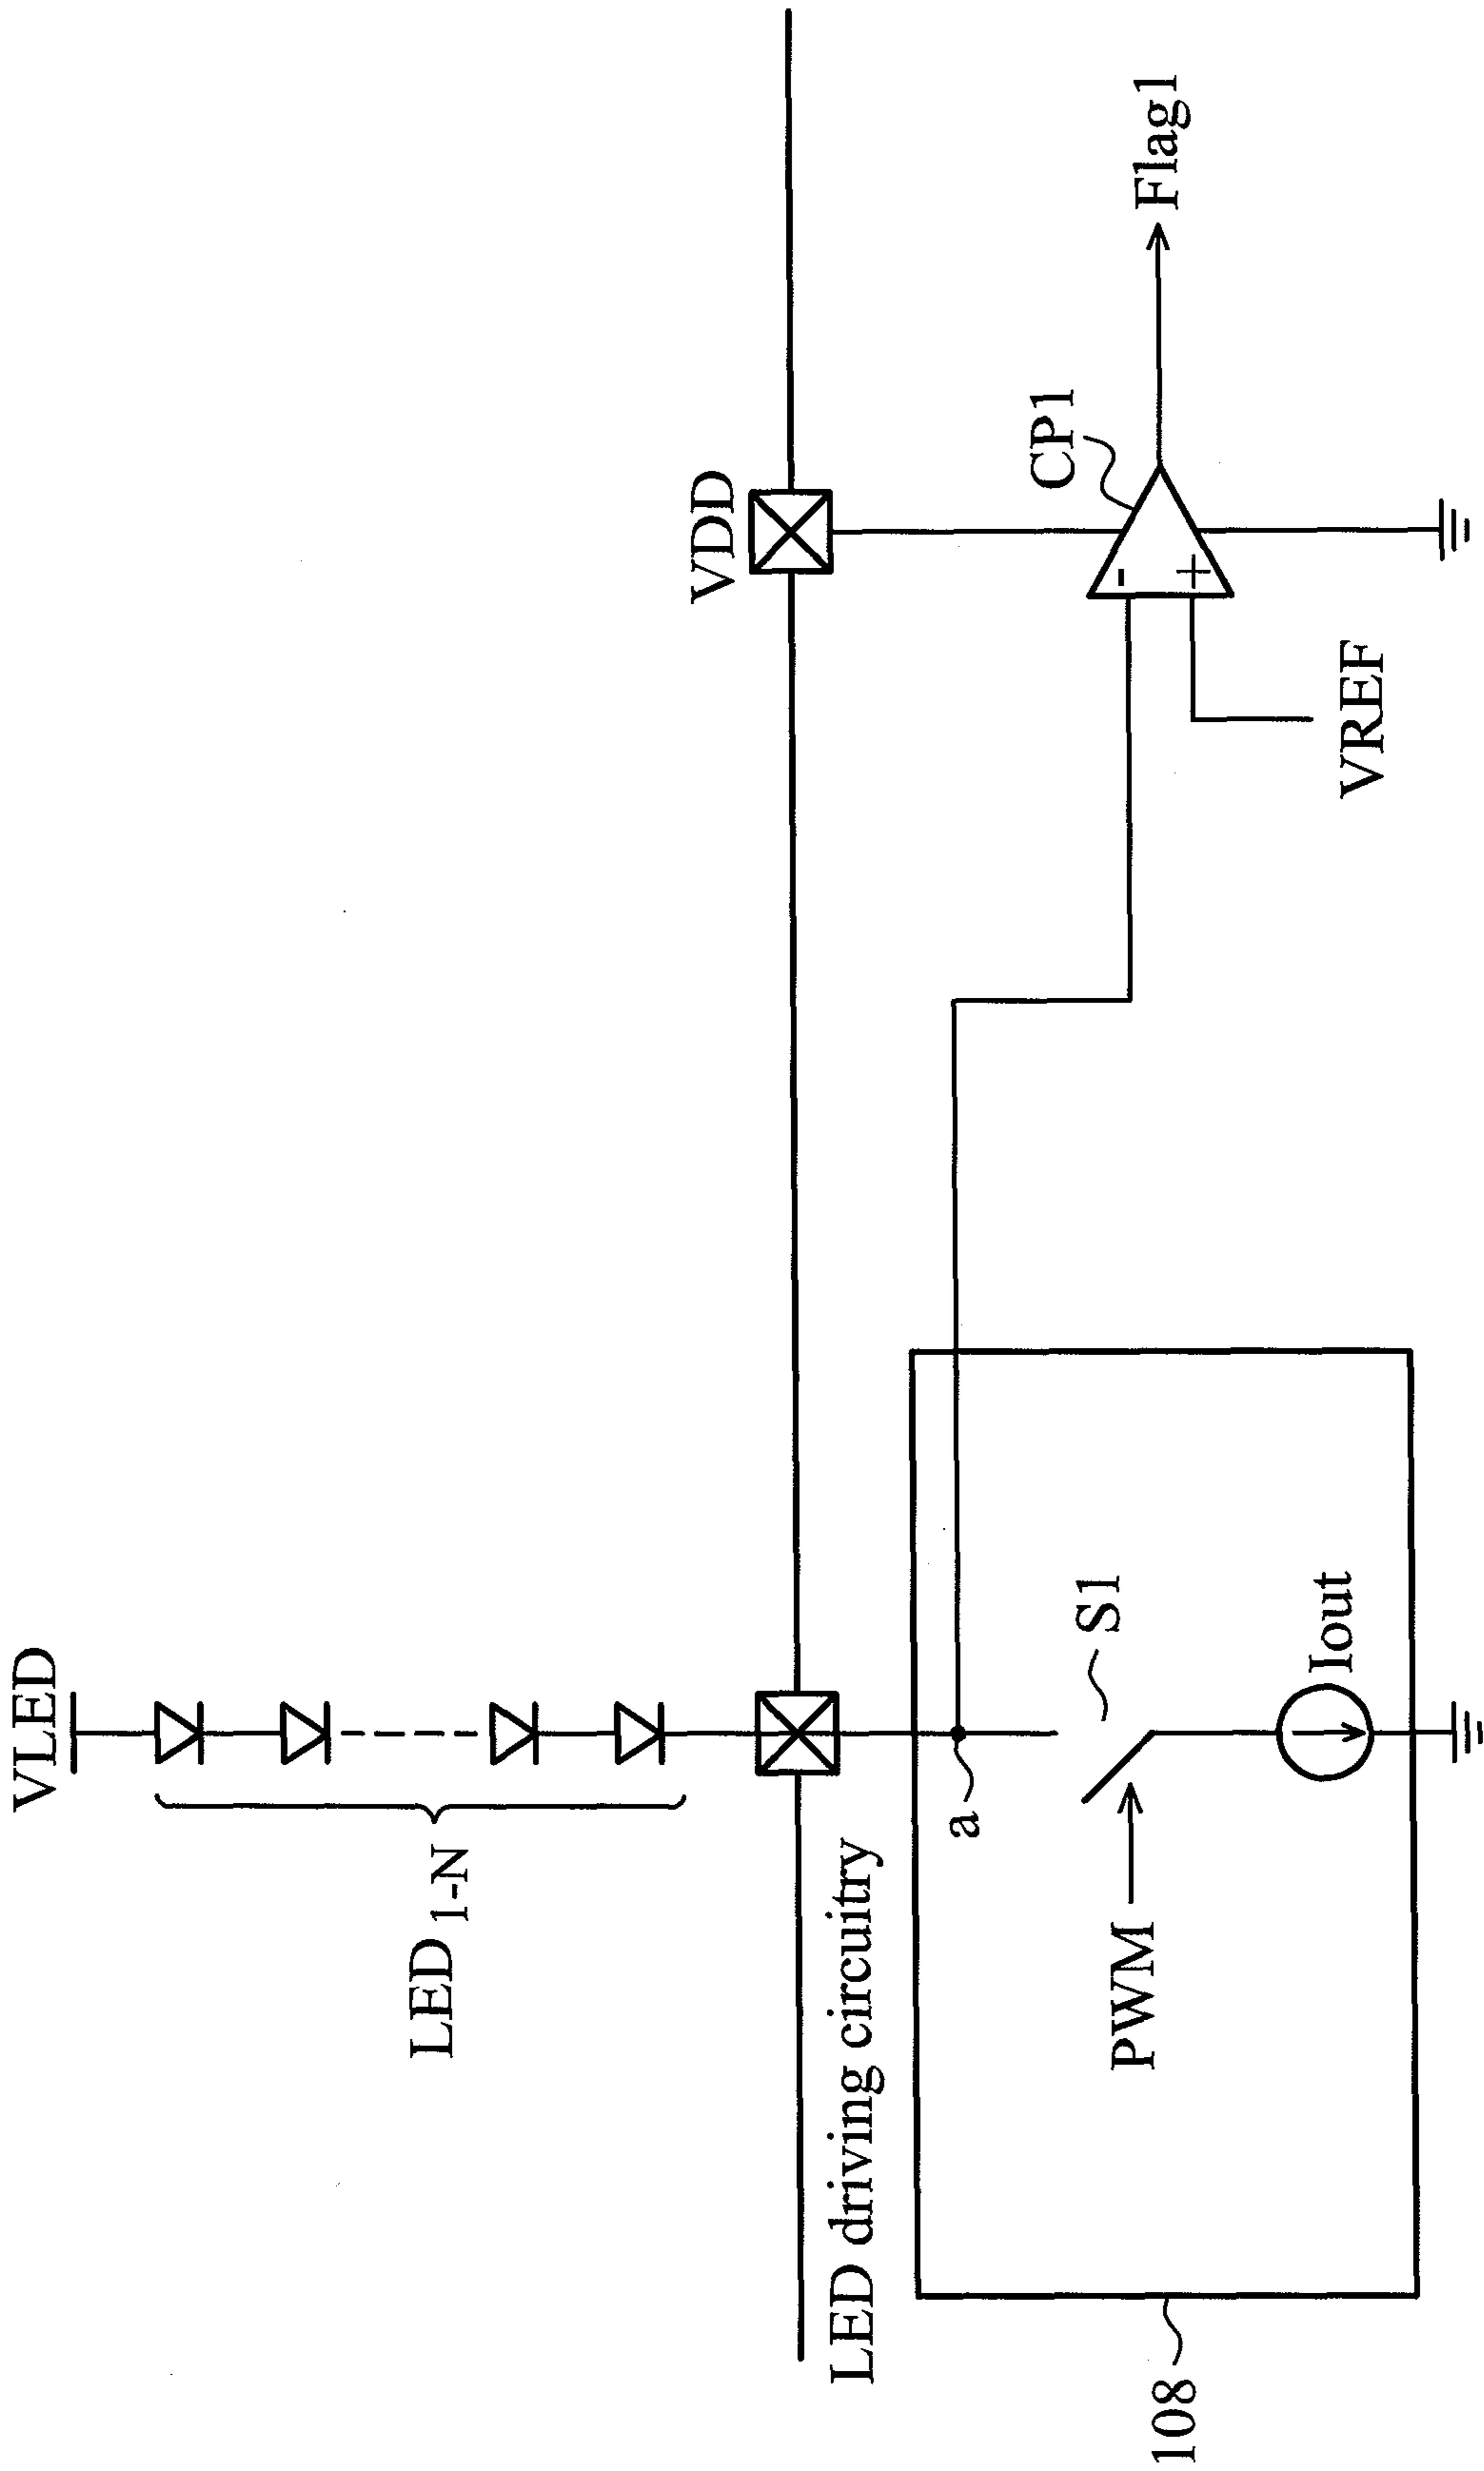 VLED
LED1-N
VDD
LED driving circuitry
a
S1
PWM
Iout
108
CP1
-
+
VREF
Flag1